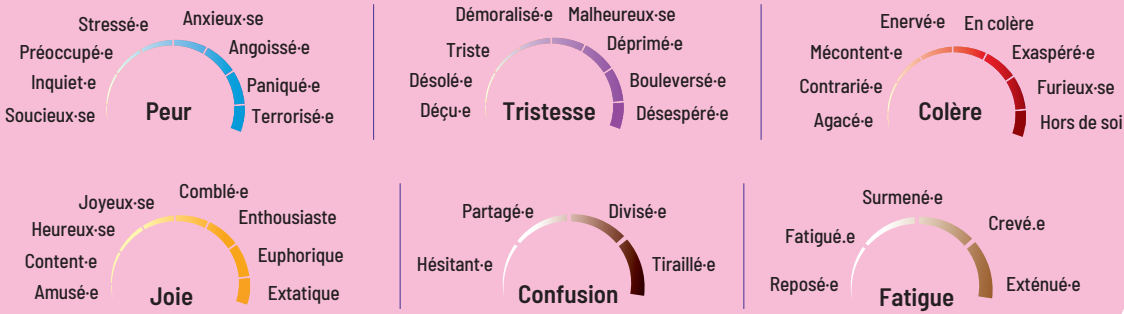 Soucieux·se
Inquiet·e
Préoccupé·e
Stressé·e
Anxieux·se
Angoissé·e
Paniqué·e
Terrorisé·e
Peur
Déçu·e
Désolé·e
Triste
Démoralisé·e
Malheureux·se
Déprimé·e
Bouleversé·e
Désespéré·e
Tristesse
Agacé·e
Contrarié·e
Mécontent·e
Enervé·e
En colère
Exaspéré·e
Furieux·se
Hors de soi
Colère
Amusé·e
Content·e
Heureux·se
Joyeux·se
Comblé·e
Enthousiaste
Euphorique
Extatique
Joie
Hésitant·e
Partagé·e
Divisé·e
Tiraillé·e
Confusion
Reposé·e
Fatigué.e
Surmené·e
Crevé.e
Exténué·e
Fatigue